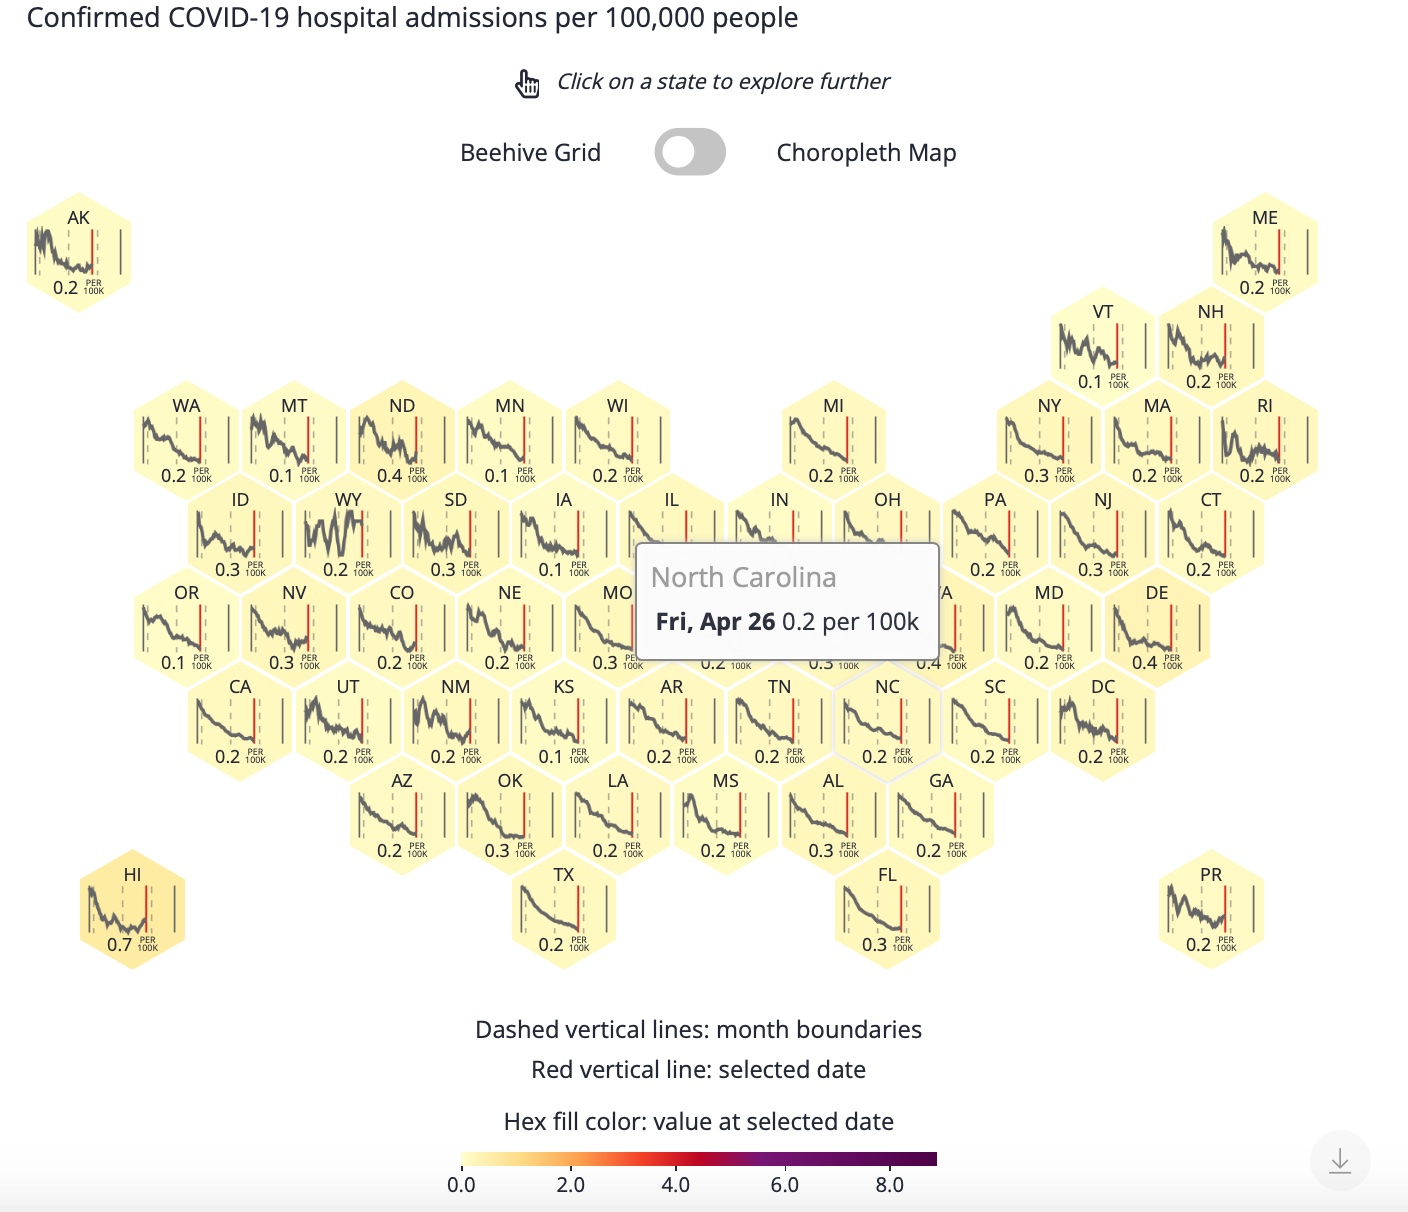 Confirmed COVID-19 hospital admissions per 100,000 people
Click on a state to explore further
Beehive Grid Choropleth Map
AK ME
0.2 PER 100K 0.2 PER 100K
VT NH
0.1 PER 100K 0.2 PER 100K
WA MT ND MN WI MI NY MA RI
0.2 PER 100K 0.1 PER 100K 0.4 PER 100K 0.1 PER 100K 0.2 PER 100K 0.2 PER 100K 0.3 PER 100K 0.2 PER 100K 0.2 PER 100K
ID WY SD IA IL IN OH PA NJ CT
0.3 PER 100K 0.2 PER 100K 0.3 PER 100K 0.1 PER 100K 0.2 PER 100K 0.3 PER 100K 0.2 PER 100K
North Carolina
Fri, Apr 26 0.2 per 100k
OR NV CO NE MO MD DE
0.1 PER 100K 0.3 PER 100K 0.2 PER 100K 0.2 PER 100K 0.3 0.2 100K 0.3 100K 0.4 PER 100K 0.2 PER 100K 0.4 PER 100K
CA UT NM KS AR TN NC SC DC
0.2 PER 100K 0.2 PER 100K 0.2 PER 100K 0.1 PER 100K 0.2 PER 100K 0.2 PER 100K 0.2 PER 100K 0.2 PER 100K 0.2 PER 100K
AZ OK LA MS AL GA
0.2 PER 100K 0.3 PER 100K 0.2 PER 100K 0.2 PER 100K 0.3 PER 100K 0.2 PER 100K
HI TX FL PR
0.7 PER 100K 0.2 PER 100K 0.3 PER 100K 0.2 PER 100K
Dashed vertical lines: month boundaries
Red vertical line: selected date
Hex fill color: value at selected date
0.0 2.0 4.0 6.0 8.0